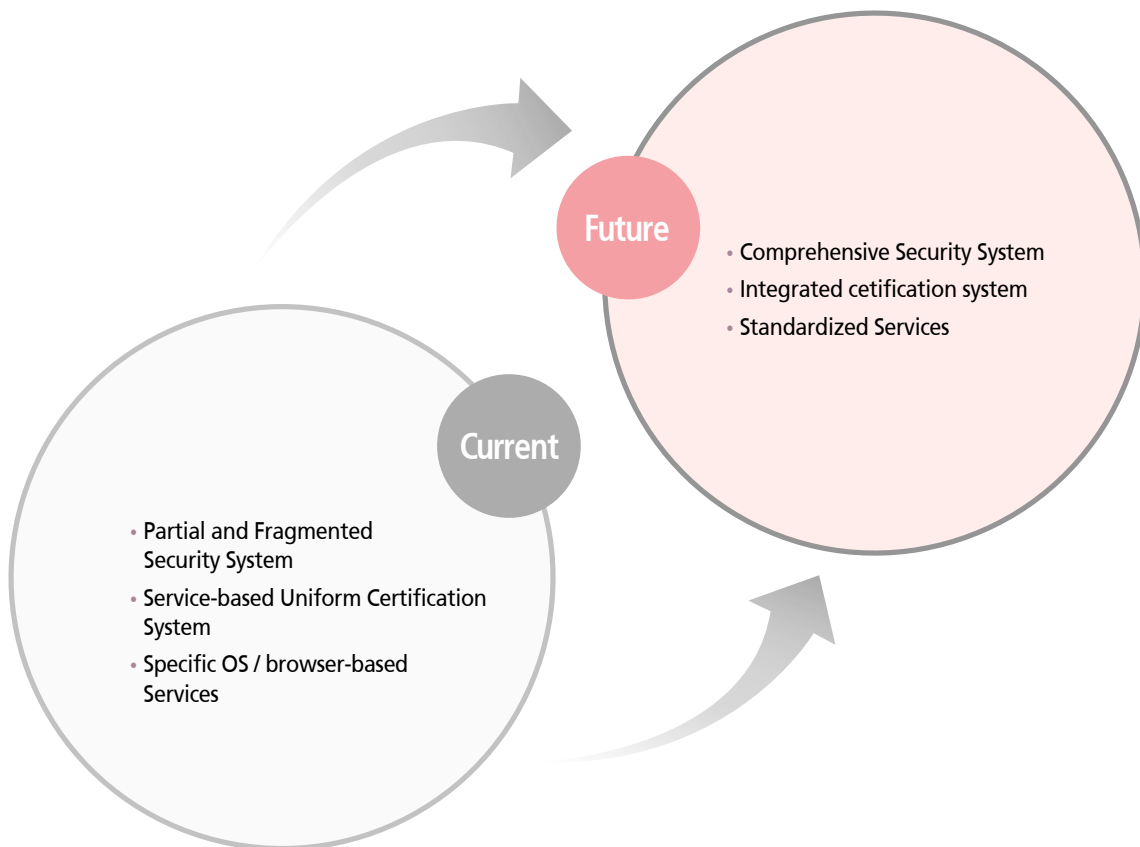 Future
• Comprehensive Security System
• Integrated cetification system
• Standardized Services
Current
• Partial and Fragmented
Security System
• Service-based Uniform Certification
System
• Specific OS / browser-based
Services